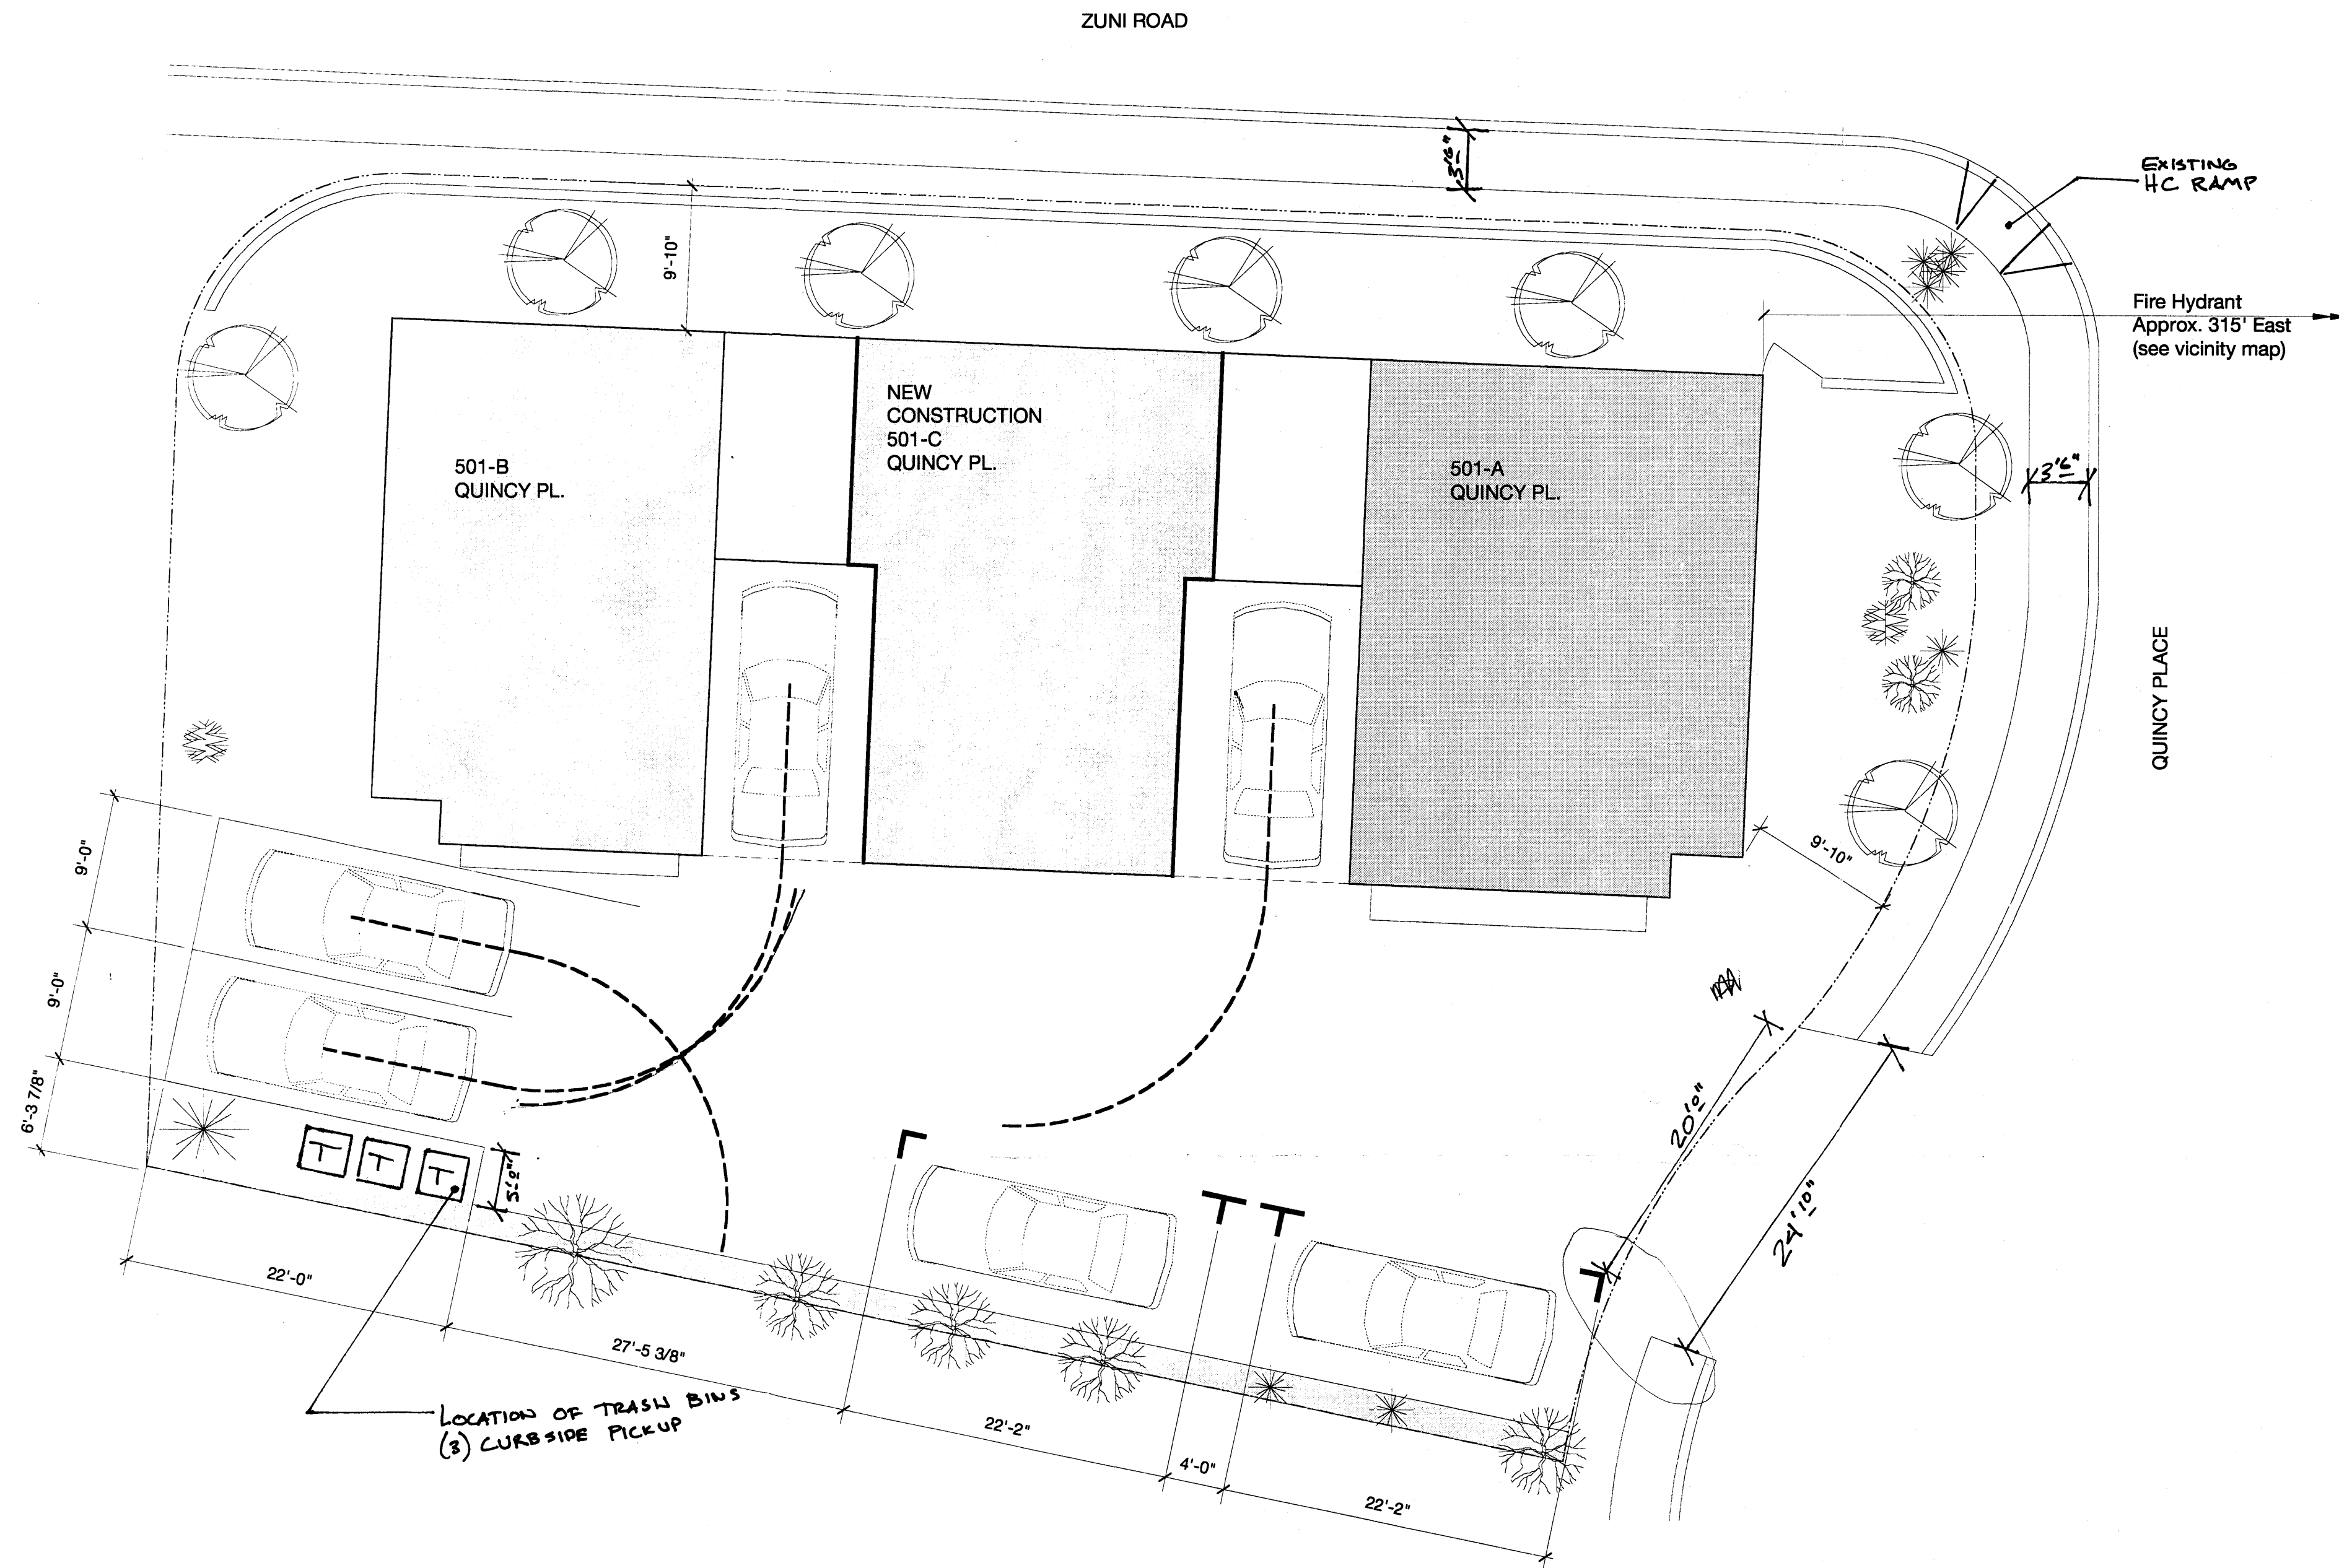 ZUNI ROAD
3'6"
EXISTING
HC RAMP
9'-10"
Fire Hydrant
Approx. 315' East
(see vicinity map)
NEW
CONSTRUCTION
501-C
QUINCY PL.
501-B
QUINCY PL.
501-A
QUINCY PL.
3'6"
QUINCY PLACE
9'-0"
9'-10"
9'-0"
6'-3 7/8"
20'0"
5'-0"
T
T
T
24'10"
22'-0"
27'-5 3/8"
LOCATION OF TRASH BINS
(3) CURBSIDE PICKUP
22'-2"
4'-0"
22'-2"